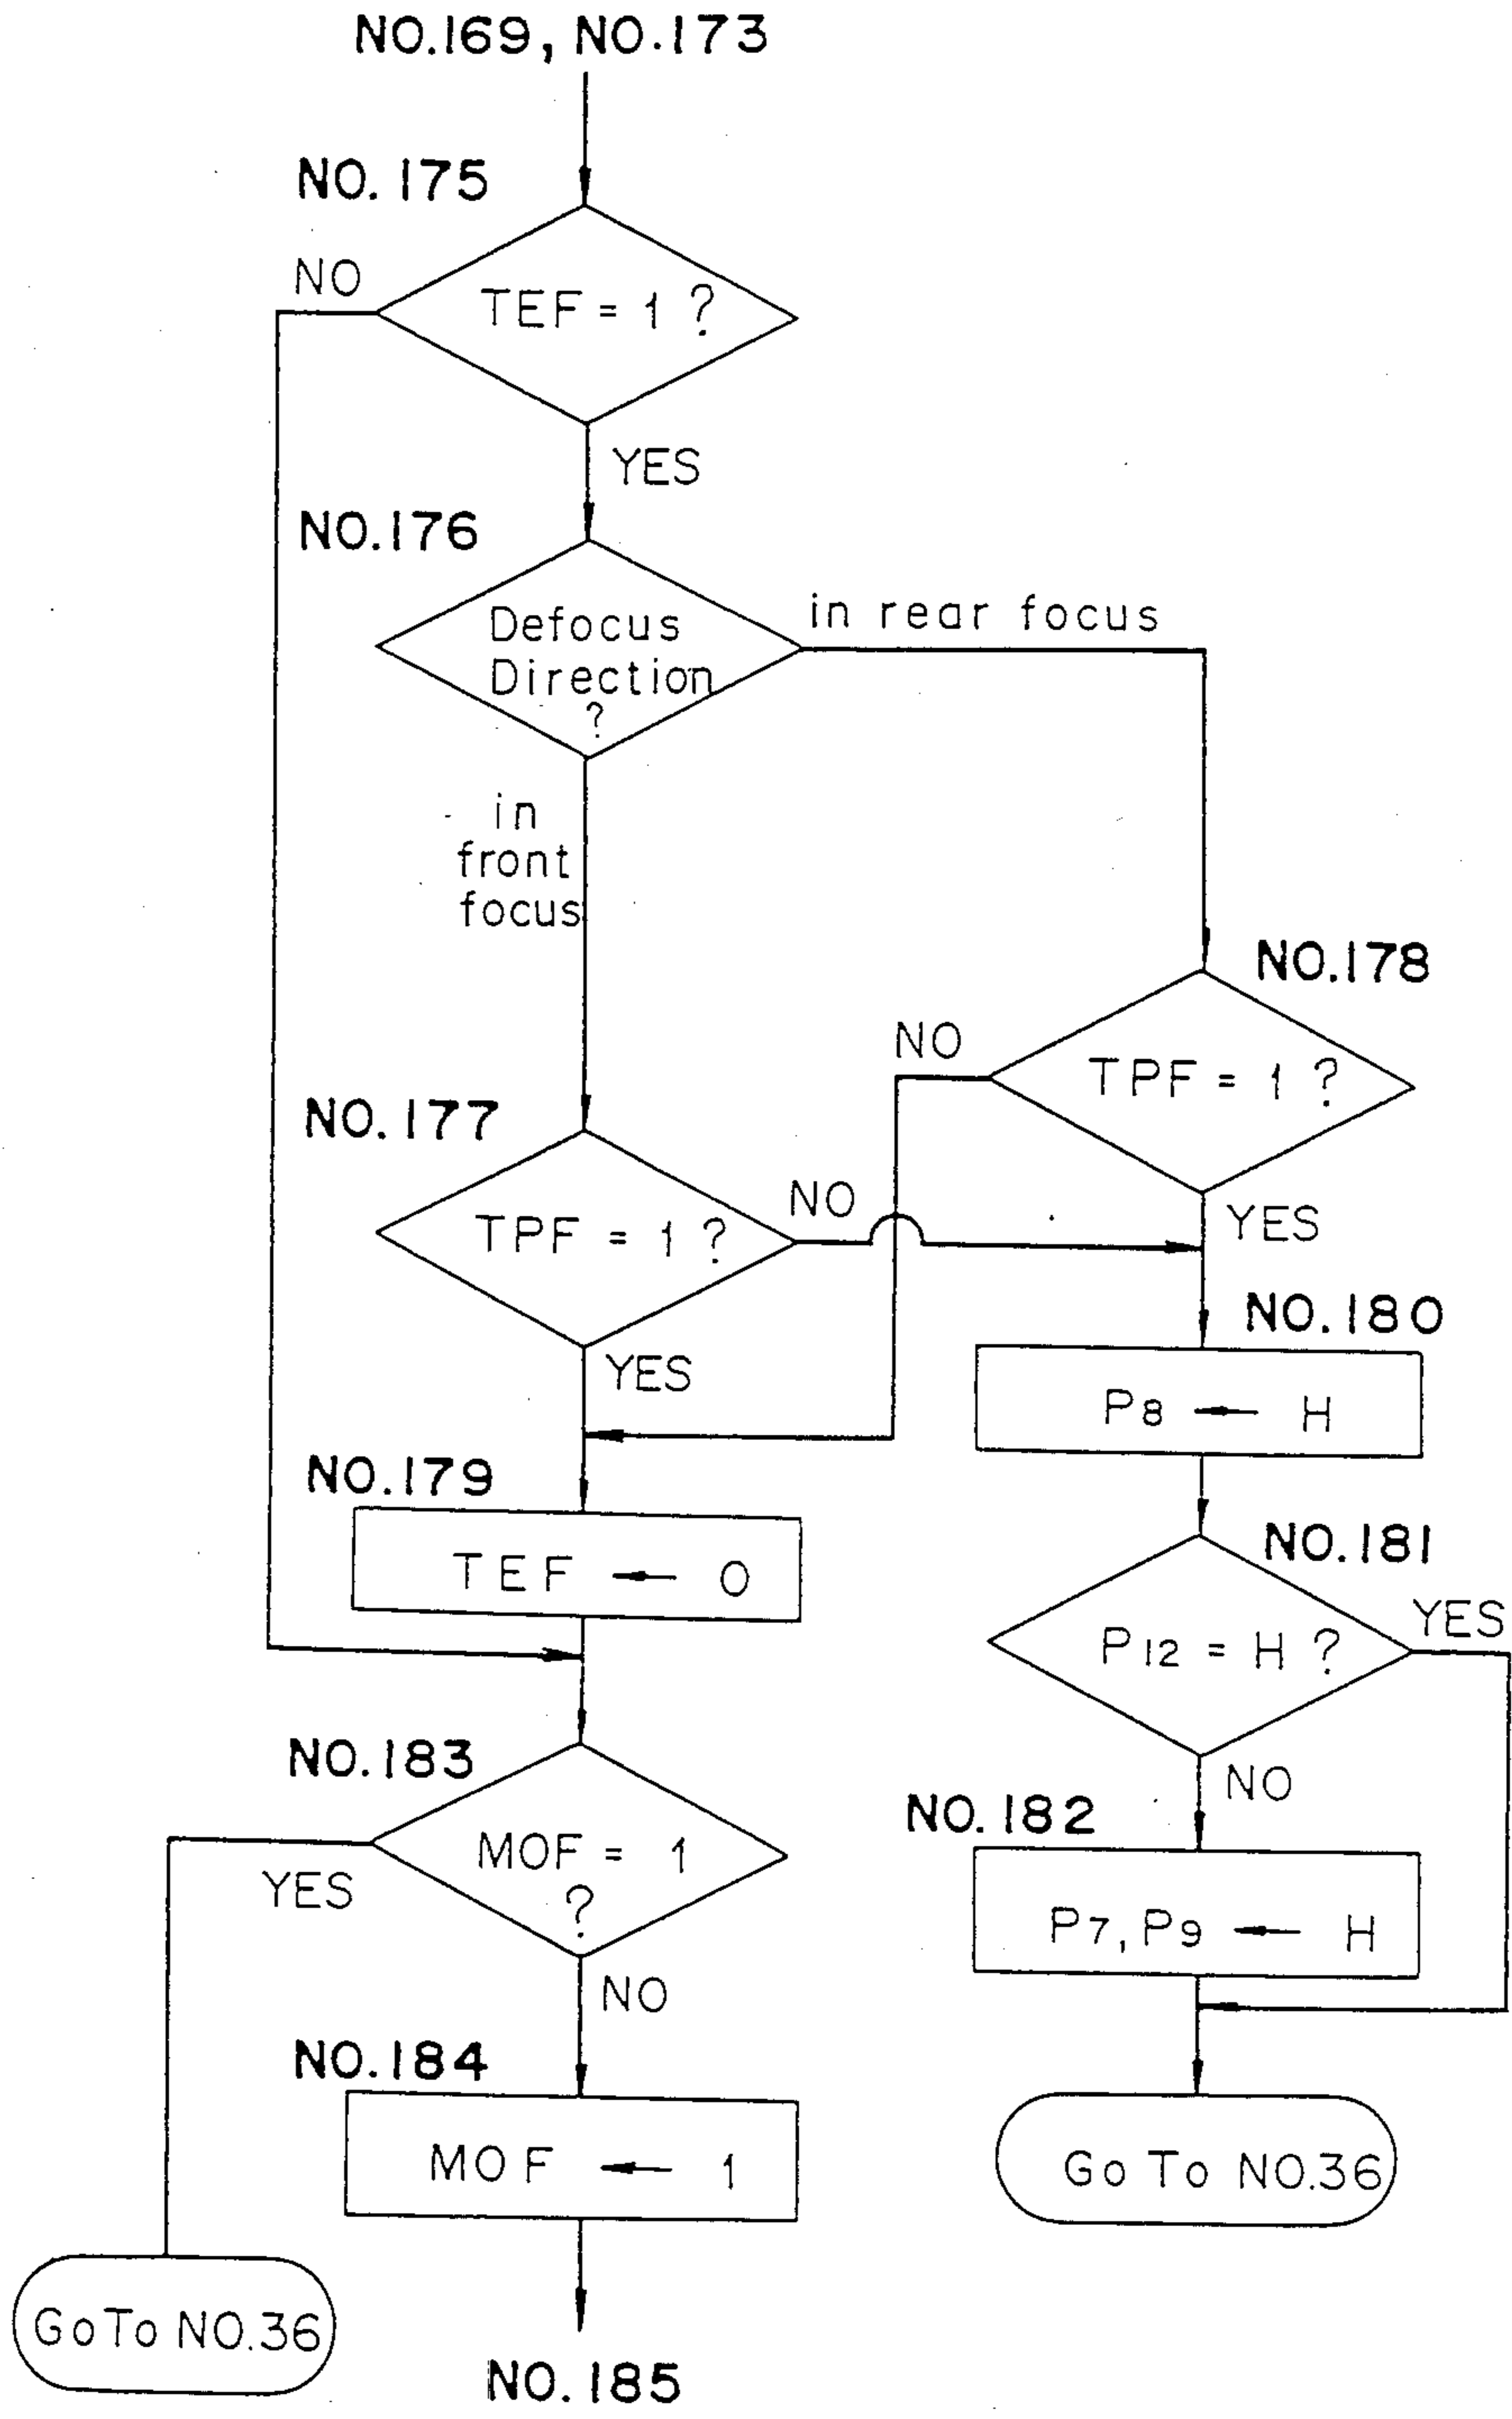 NO.169, NO.173
NO. 175
NO
TEF = 1 ?
YES
NO.176
Defocus
Direction
?
in rear focus
in
front
focus
NO.178
NO
TPF = 1 ?
YES
NO. 177
TPF = 1 ?
NO
YES
NO. 180
P8 ← H
NO.179
TEF ← 0
NO.181
P12 = H ?
YES
NO
NO.183
MOF = 1
?
YES
NO
NO.182
P7, P9 ← H
NO.184
MOF ← 1
Go To NO.36
GoTo NO.36
NO. 185